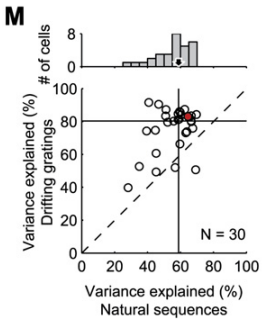 M
8
0
# of cells
100
80
60
40
20
0
Variance explained (%)
Drifting gratings
N = 30
0 20 40 60 80 100
Variance explained (%)
Natural sequences